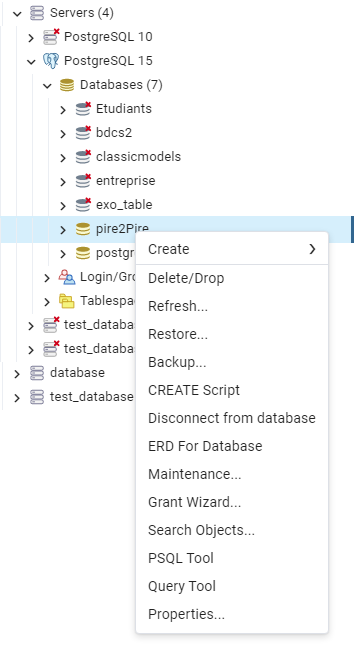 Servers (4)
PostgreSQL 10
PostgreSQL 15
Databases (7)
Etudiants
bdcs2
classicmodels
entreprise
exo_table
pire2Pire
postgr
Login/Gro
Tablespa
test_databa
test_databa
database
test_database
Create
Delete/Drop
Refresh...
Restore...
Backup...
CREATE Script
Disconnect from database
ERD For Database
Maintenance...
Grant Wizard...
Search Objects...
PSQL Tool
Query Tool
Properties...